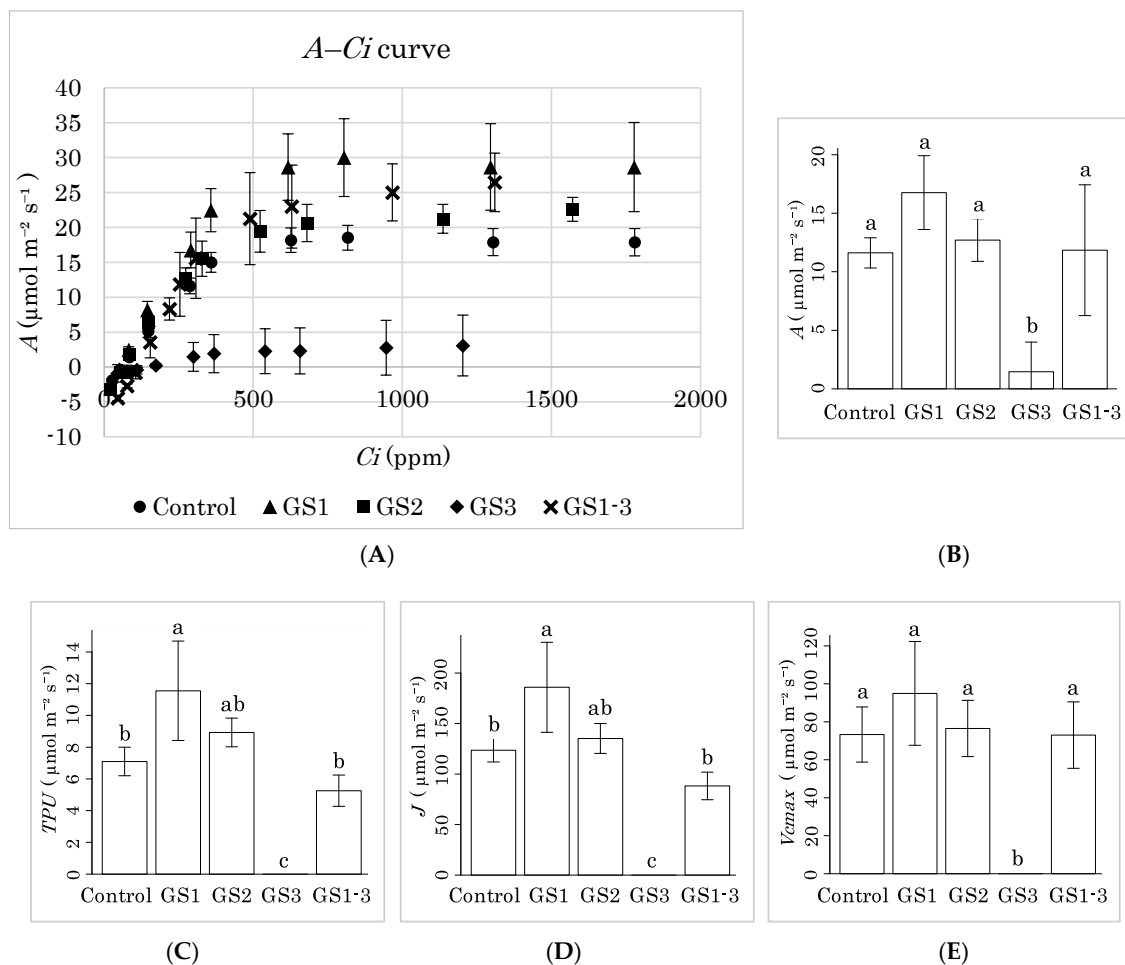 A–Ci curve
40
35
30
25
20
15
10
5
0
-5
-10
A (μmol m⁻² s⁻¹)
0 500 1000 1500 2000
Ci (ppm)
Control GS1 GS2 GS3 GS1-3
(A)
20
15
10
5
0
A ( μmol m⁻² s⁻¹)
a a a b a
Control GS1 GS2 GS3 GS1-3
(B)
14
12
10
8
6
4
2
0
TPU ( μmol m⁻² s⁻¹)
b a ab c b
Control GS1 GS2 GS3 GS1-3
(C)
200
150
100
50
0
J ( μmol m⁻² s⁻¹)
b a ab c b
Control GS1 GS2 GS3 GS1-3
(D)
120
100
80
60
40
20
0
Vcmax ( μmol m⁻² s⁻¹)
a a a b a
Control GS1 GS2 GS3 GS1-3
(E)